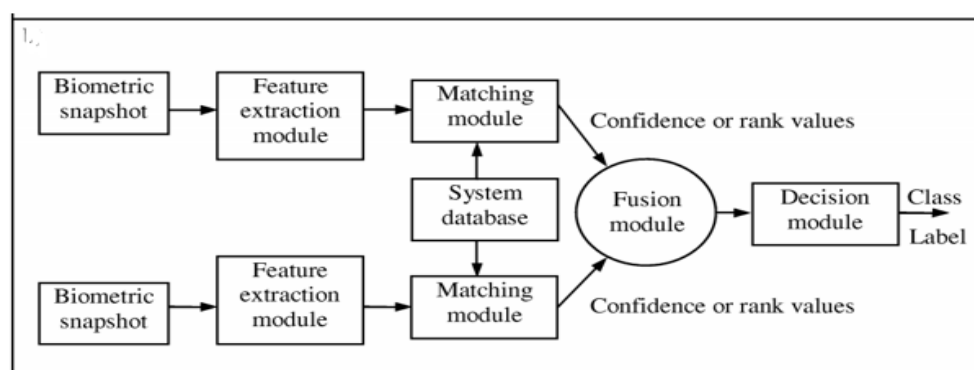 1.
Biometric
snapshot
Feature
extraction
module
Matching
module
Confidence or rank values
System
database
Fusion
module
Decision
module
Class
Label
Biometric
snapshot
Feature
extraction
module
Matching
module
Confidence or rank values